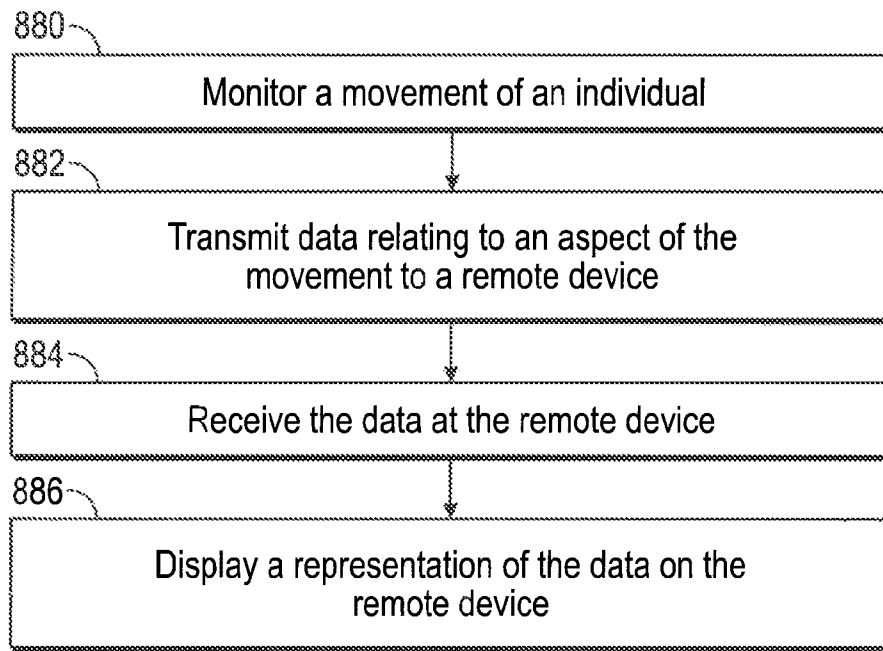 880
Monitor a movement of an individual
882
Transmit data relating to an aspect of the
movement to a remote device
884
Receive the data at the remote device
886
Display a representation of the data on the
remote device